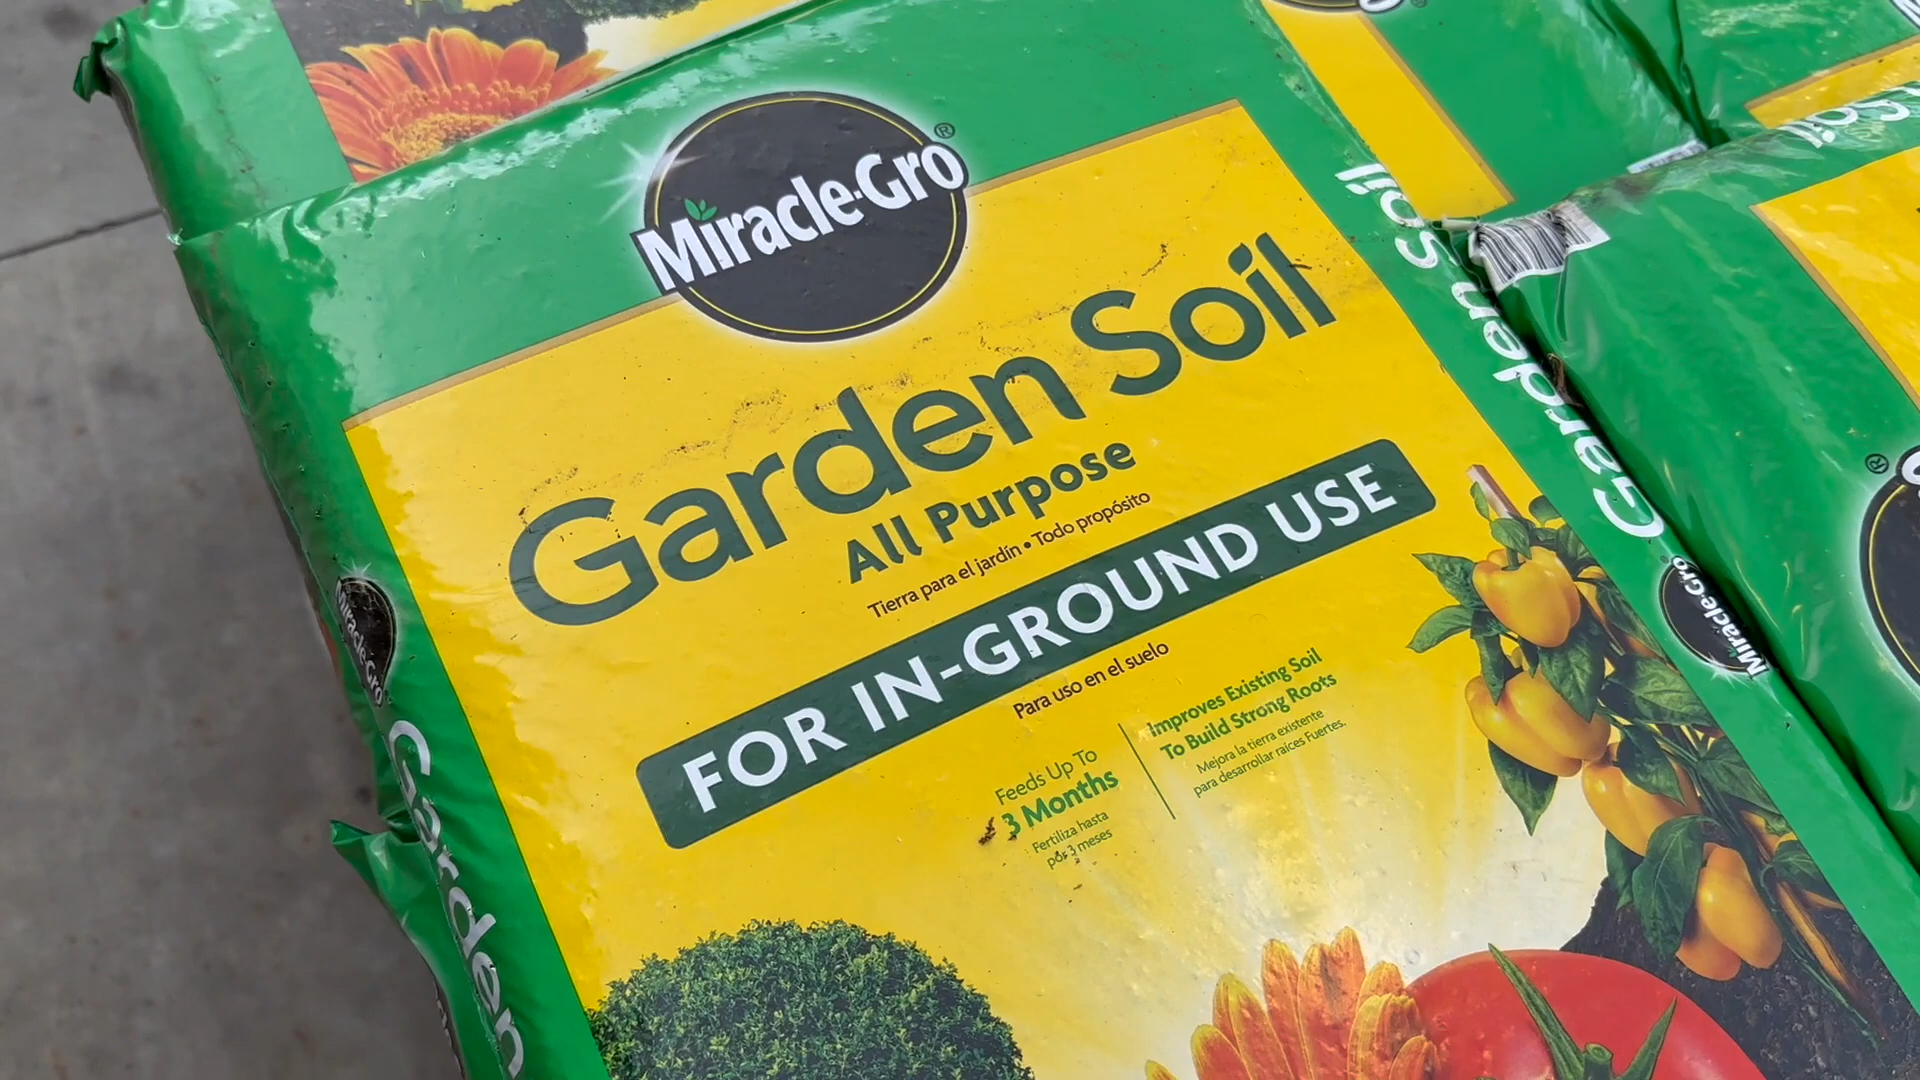 Miracle-Gro®
Garden Soil
All Purpose
Tierra para el jardín • Todo propósito
FOR IN-GROUND USE
Para uso en el suelo
Feeds Up To
3 Months
Fertiliza hasta
por 3 meses
Improves Existing Soil
To Build Strong Roots
Mejora la tierra existente
para desarrollar raíces fuertes.
Miracle-Gro
Garden
Miracle-Gro®
Garden Soil
Soil
®